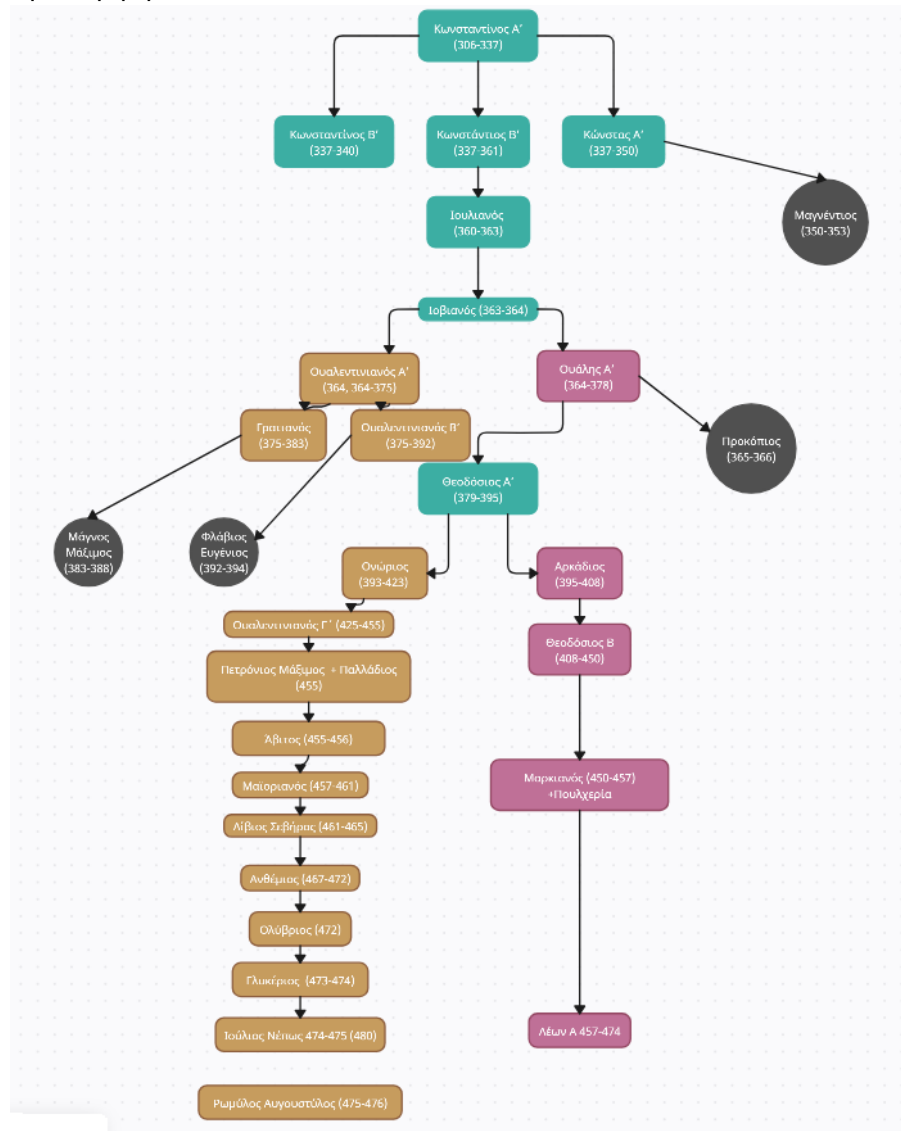 Κωνσταντίνος Α΄
(306-337)
Κωνσταντίνος Β'
(337-340)
Κωνστάντιος Β'
(337-361)
Κώνστας Α'
(337-350)
Μαγνέντιος
(350-353)
Ιουλιανός
(360-363)
Ιοβιανός (363-364)
Ουαλεντινιανός Α'
(364, 364-375)
Ουάλης Α'
(364-378)
Γρατιανός
(375-383)
Ουαλεντινιανός Β'
(375-392)
Προκόπιος
(365-366)
Θεοδόσιος Α΄
(379-395)
Μάγνος
Μάξιμος
(383-388)
Φλάβιος
Ευγένιος
(392-394)
Ονώριος
(393-423)
Αρκάδιος
(395-408)
Ουαλεντινιανός Γ΄ (425-455)
Θεοδόσιος Β
(408-450)
Πετρόνιος Μάξιμος + Παλλάδιος
(455)
Άβιτος (455-456)
Μαρκιανός (450-457)
+Πουλχερία
Μαϊοριανός (457-461)
Λίβιος Σεβήρος (461-465)
Ανθέμιος (467-472)
Ολύβριος (472)
Γλυκέριος (473-474)
Ιούλιος Νέπως 474-475 (480)
Λέων Α 457-474
Ρωμύλος Αυγουστύλος (475-476)